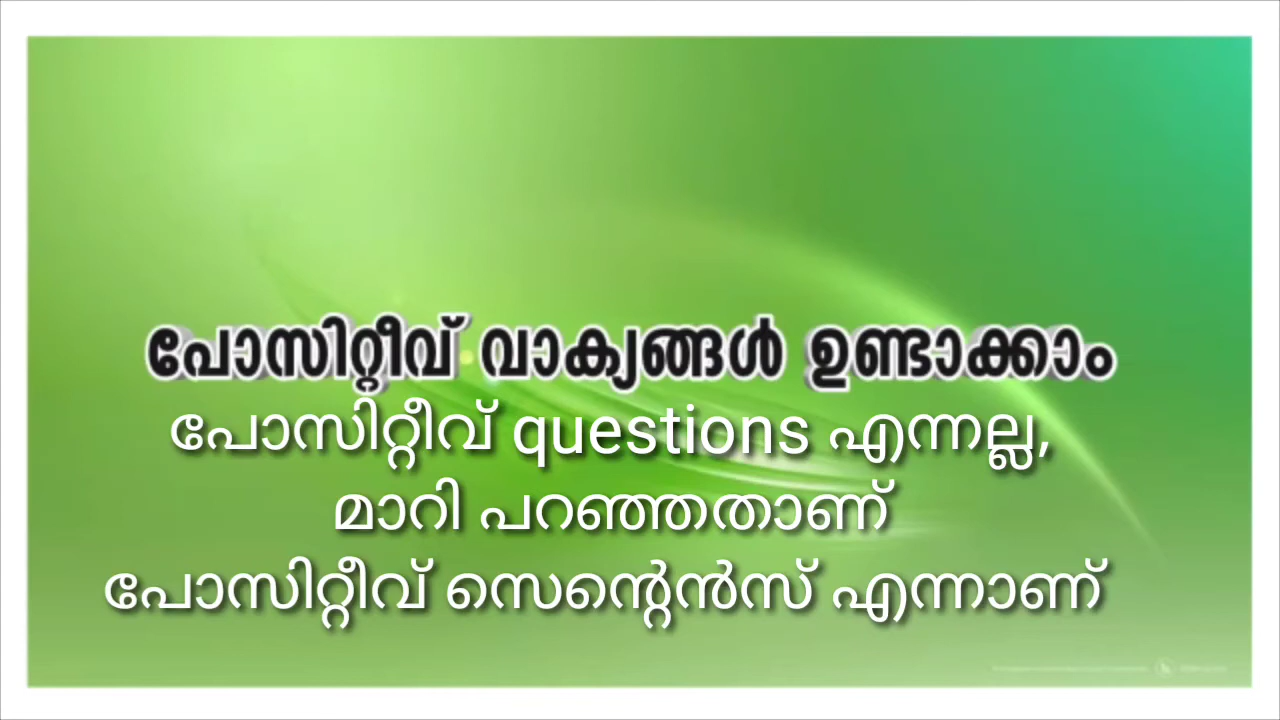 പോസിറ്റീവ് വാക്യങ്ങൾ ഉണ്ടാക്കാം
പോസിറ്റീവ് questions എന്നല്ല,
മാറി പറഞ്ഞതാണ്
പോസിറ്റീവ് സെന്റെൻസ് എന്നാണ്